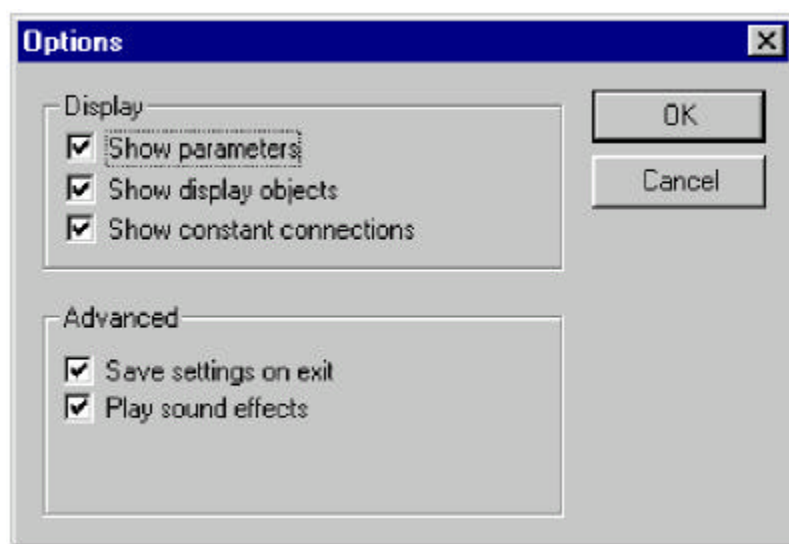 Options
Display
Show parameters
Show display objects
Show constant connections
OK
Cancel
Advanced
Save settings on exit
Play sound effects